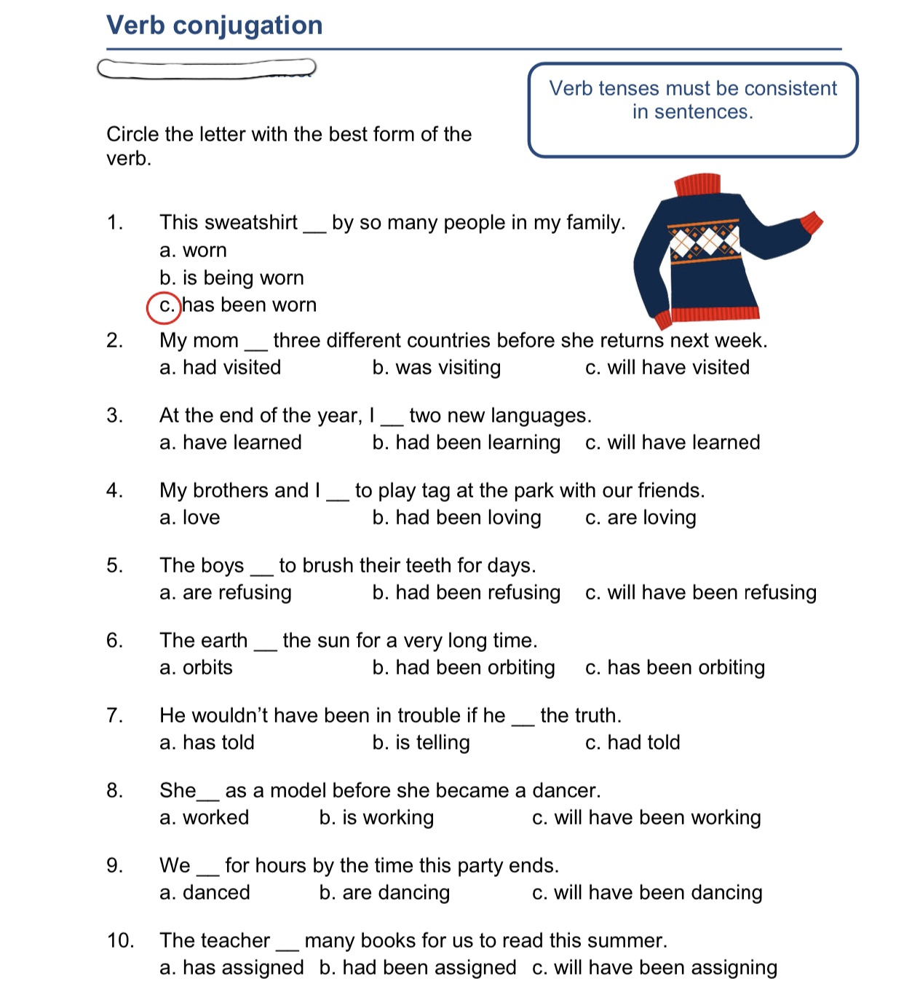 Verb conjugation
Verb tenses must be consistent
in sentences.
Circle the letter with the best form of the
verb.
1. This sweatshirt __ by so many people in my family.
a. worn
b. is being worn
c. has been worn
2. My mom __ three different countries before she returns next week.
a. had visited b. was visiting c. will have visited
3. At the end of the year, I __ two new languages.
a. have learned b. had been learning c. will have learned
4. My brothers and I __ to play tag at the park with our friends.
a. love b. had been loving c. are loving
5. The boys __ to brush their teeth for days.
a. are refusing b. had been refusing c. will have been refusing
6. The earth __ the sun for a very long time.
a. orbits b. had been orbiting c. has been orbiting
7. He wouldn’t have been in trouble if he __ the truth.
a. has told b. is telling c. had told
8. She__ as a model before she became a dancer.
a. worked b. is working c. will have been working
9. We __ for hours by the time this party ends.
a. danced b. are dancing c. will have been dancing
10. The teacher __ many books for us to read this summer.
a. has assigned b. had been assigned c. will have been assigning